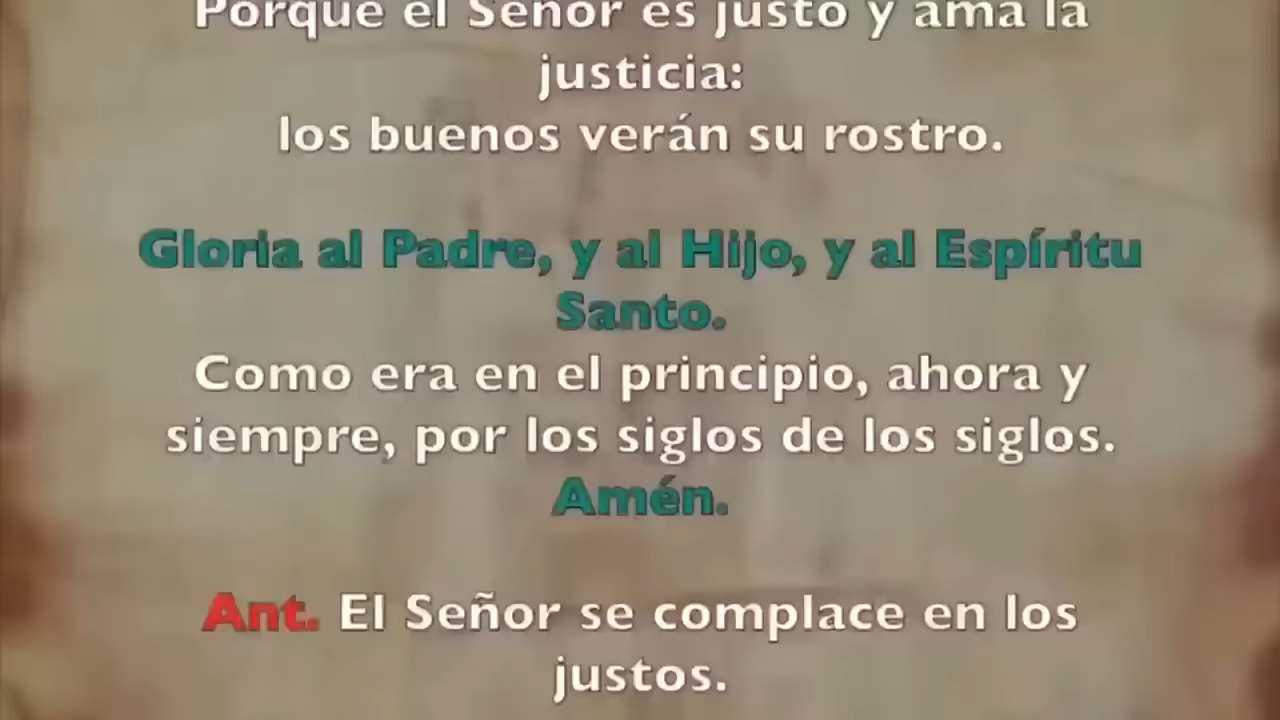 Porque el Señor es justo y ama la
justicia:
los buenos verán su rostro.
Gloria al Padre, y al Hijo, y al Espíritu
Santo.
Como era en el principio, ahora y
siempre, por los siglos de los siglos.
Amén.
Ant. El Señor se complace en los
justos.